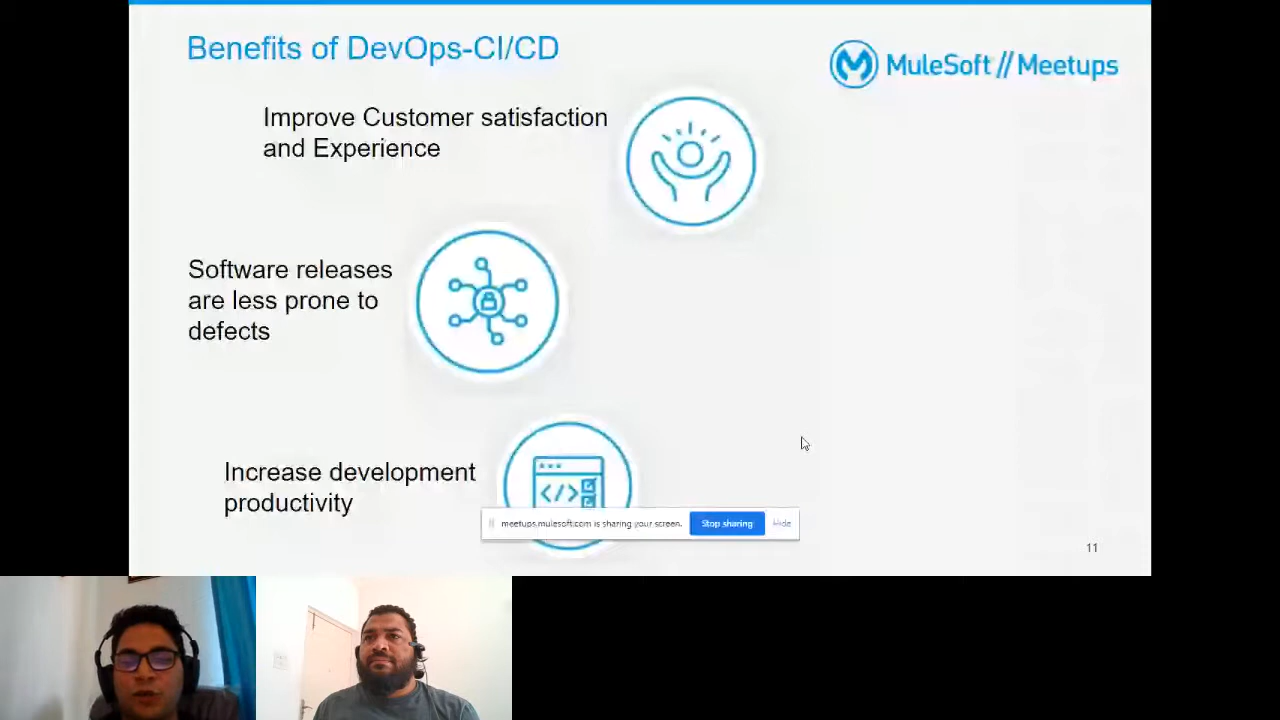 Benefits of DevOps-CI/CD
MuleSoft // Meetups
Improve Customer satisfaction
and Experience
Software releases
are less prone to
defects
Increase development
productivity
</>
meetups.mulesoft.com is sharing your screen.
Stop sharing
Hide
11